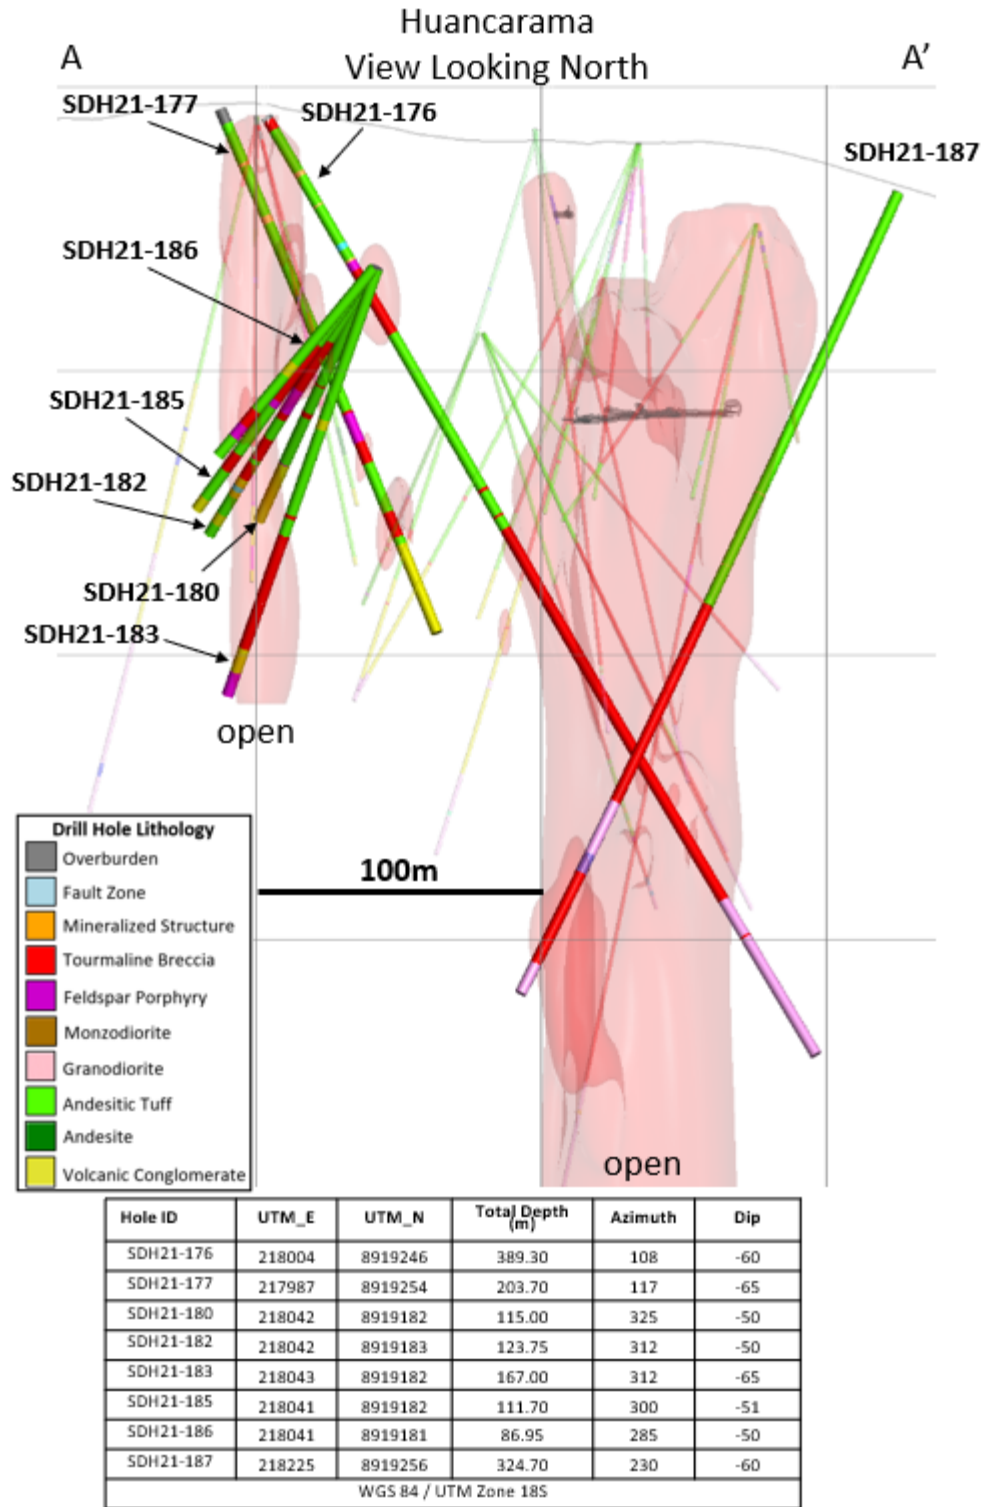 Huancarama
View Looking North
A
A'
SDH21-177
SDH21-176
SDH21-187
SDH21-186
SDH21-185
SDH21-182
SDH21-180
SDH21-183
open
100m
open
Drill Hole Lithology
Overburden
Fault Zone
Mineralized Structure
Tourmaline Breccia
Feldspar Porphyry
Monzodiorite
Granodiorite
Andesitic Tuff
Andesite
Volcanic Conglomerate
Hole ID UTM_E UTM_N Total Depth (m) Azimuth Dip
SDH21-176 218004 8919246 389.30 108 -60
SDH21-177 217987 8919254 203.70 117 -65
SDH21-180 218042 8919182 115.00 325 -50
SDH21-182 218042 8919183 123.75 312 -50
SDH21-183 218043 8919182 167.00 312 -65
SDH21-185 218041 8919182 111.70 300 -51
SDH21-186 218041 8919181 86.95 285 -50
SDH21-187 218225 8919256 324.70 230 -60
WGS 84 / UTM Zone 18S